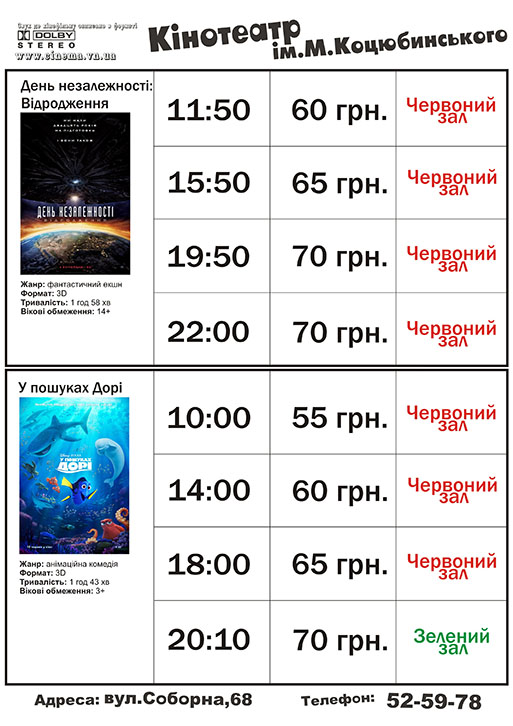 Звук до кінофільму записано в форматі
DOLBY
STEREO
www.cinema.vn.ua
Кінотеатр
ім.М.Коцюбинського
День незалежності:
Відродження
ДЕНЬ НЕЗАЛЕЖНОСТІ
ВІДРОДЖЕННЯ
Жанр: фантастичний екшн
Формат: 3D
Тривалість: 1 год 58 хв
Вікові обмеження: 14+
11:50 60 грн. Червоний зал
15:50 65 грн. Червоний зал
19:50 70 грн. Червоний зал
22:00 70 грн. Червоний зал
У пошуках Дорі
У ПОШУКАХ
ДОРІ
Жанр: анімаційна комедія
Формат: 3D
Тривалість: 1 год 43 хв
Вікові обмеження: 3+
10:00 55 грн. Червоний зал
14:00 60 грн. Червоний зал
18:00 65 грн. Червоний зал
20:10 70 грн. Зелений зал
Адреса: вул.Соборна,68
Телефон: 52-59-78